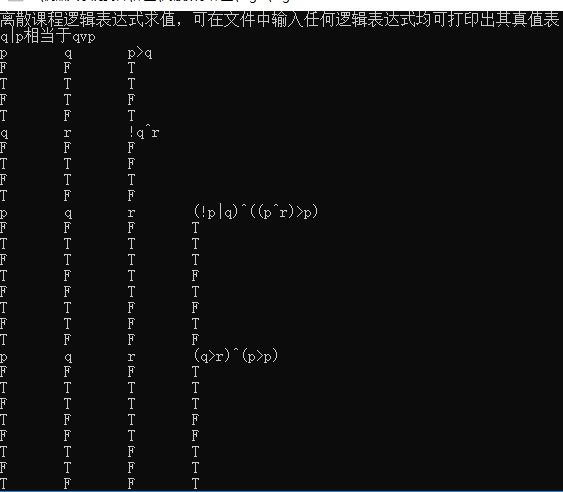 离散课程逻辑表达式求值，可在文件中输入任何逻辑表达式均可打印出其真值表
q|p相当于qvp
p q p>q
F F T
T T T
F T F
T F T
q r !q^r
F F F
T T F
F T T
T F F
p q r (!p|q)^((p^r)>p)
F F F T
T T T T
F T T T
T F T F
F F T T
T T F F
F T F T
T F F F
p q r (q>r)^(p>p)
F F F T
T T T T
F T T T
T F T F
F F T F
T T F T
F T F T
T F F T